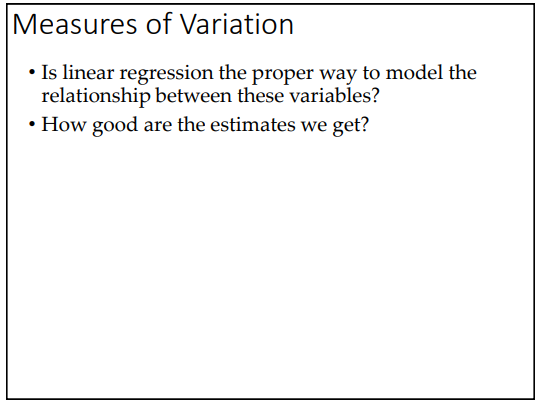 Measures of Variation
• Is linear regression the proper way to model the
relationship between these variables?
• How good are the estimates we get?